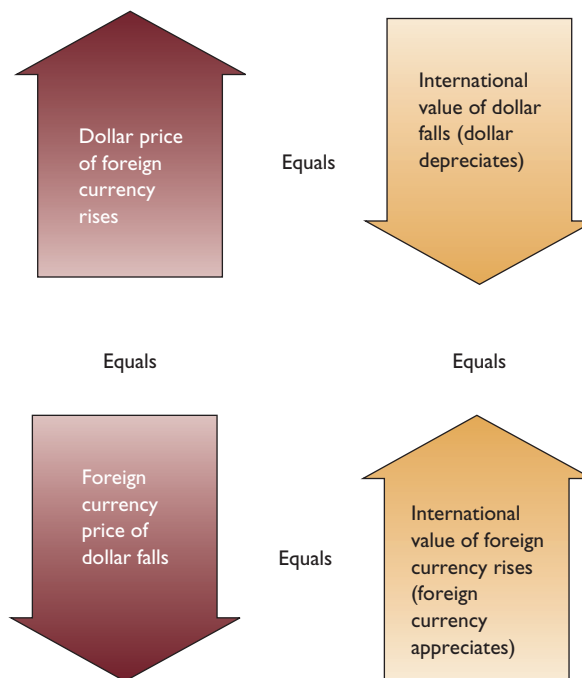 Dollar price
of foreign
currency
rises
Equals
International
value of dollar
falls (dollar
depreciates)
Equals
Equals
Foreign
currency
price of
dollar falls
Equals
International
value of foreign
currency rises
(foreign
currency
appreciates)